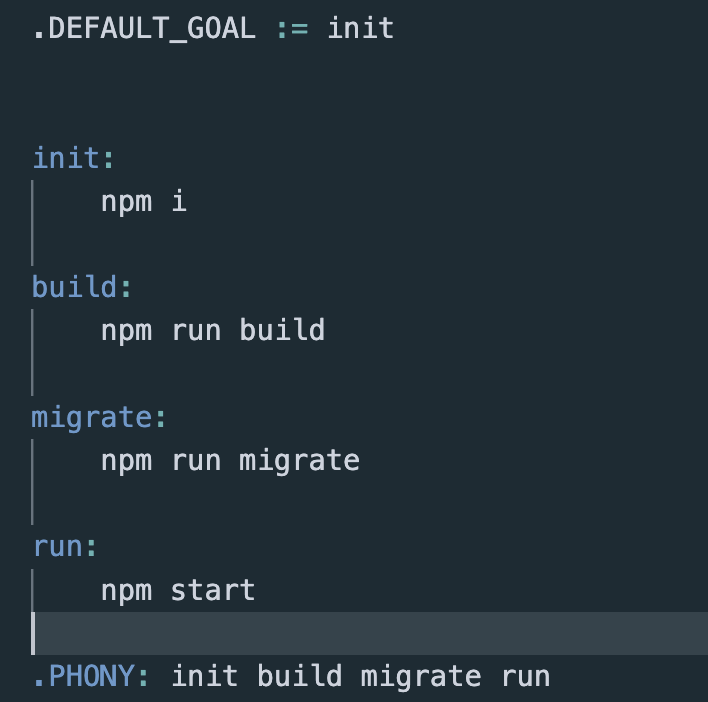 .DEFAULT_GOAL := init
init:
npm i
build:
npm run build
migrate:
npm run migrate
run:
npm start
.PHONY: init build migrate run